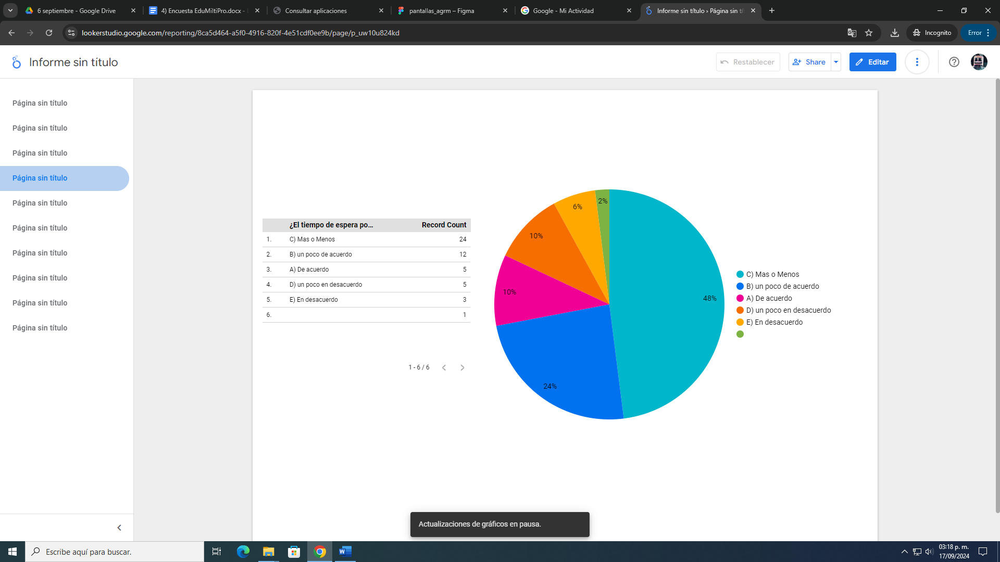 6 septiembre - Google Drive
4) Encuesta EduMiltiPro.docx -
Consultar aplicaciones
pantallas_agrm – Figma
Google - Mi Actividad
Informe sin título › Página sin tí
lookerstudio.google.com/reporting/8ca5d464-a5f0-4916-820f-4e51cdf0ee9b/page/p_uw10u824kd
Incognito
Error
Informe sin título
Restablecer
Share
Editar
Página sin título
Página sin título
Página sin título
Página sin título
Página sin título
Página sin título
Página sin título
Página sin título
Página sin título
Página sin título
¿El tiempo de espera po... Record Count
1. C) Mas o Menos 24
2. B) un poco de acuerdo 12
3. A) De acuerdo 5
4. D) un poco en desacuerdo 5
5. E) En desacuerdo 3
6. 1
1 - 6 / 6
2%
6%
10%
10%
48%
24%
C) Mas o Menos
B) un poco de acuerdo
A) De acuerdo
D) un poco en desacuerdo
E) En desacuerdo
Actualizaciones de gráficos en pausa.
Escribe aquí para buscar.
03:18 p. m.
17/09/2024